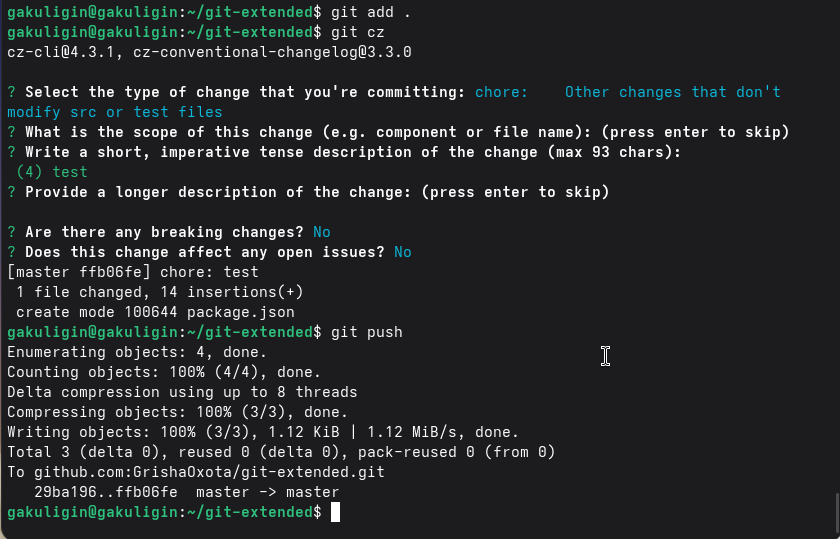 gakuligin@gakuligin:~/git-extended$ git add .
gakuligin@gakuligin:~/git-extended$ git cz
cz-cli@4.3.1, cz-conventional-changelog@3.3.0
? Select the type of change that you're committing: chore:    Other changes that don't
modify src or test files
? What is the scope of this change (e.g. component or file name): (press enter to skip)
? Write a short, imperative tense description of the change (max 93 chars):
 (4) test
? Provide a longer description of the change: (press enter to skip)
? Are there any breaking changes? No
? Does this change affect any open issues? No
[master ffb06fe] chore: test
 1 file changed, 14 insertions(+)
 create mode 100644 package.json
gakuligin@gakuligin:~/git-extended$ git push
Enumerating objects: 4, done.
Counting objects: 100% (4/4), done.
Delta compression using up to 8 threads
Compressing objects: 100% (3/3), done.
Writing objects: 100% (3/3), 1.12 KiB | 1.12 MiB/s, done.
Total 3 (delta 0), reused 0 (delta 0), pack-reused 0 (from 0)
To github.com:GrishaOxota/git-extended.git
   29ba196..ffb06fe  master -> master
gakuligin@gakuligin:~/git-extended$